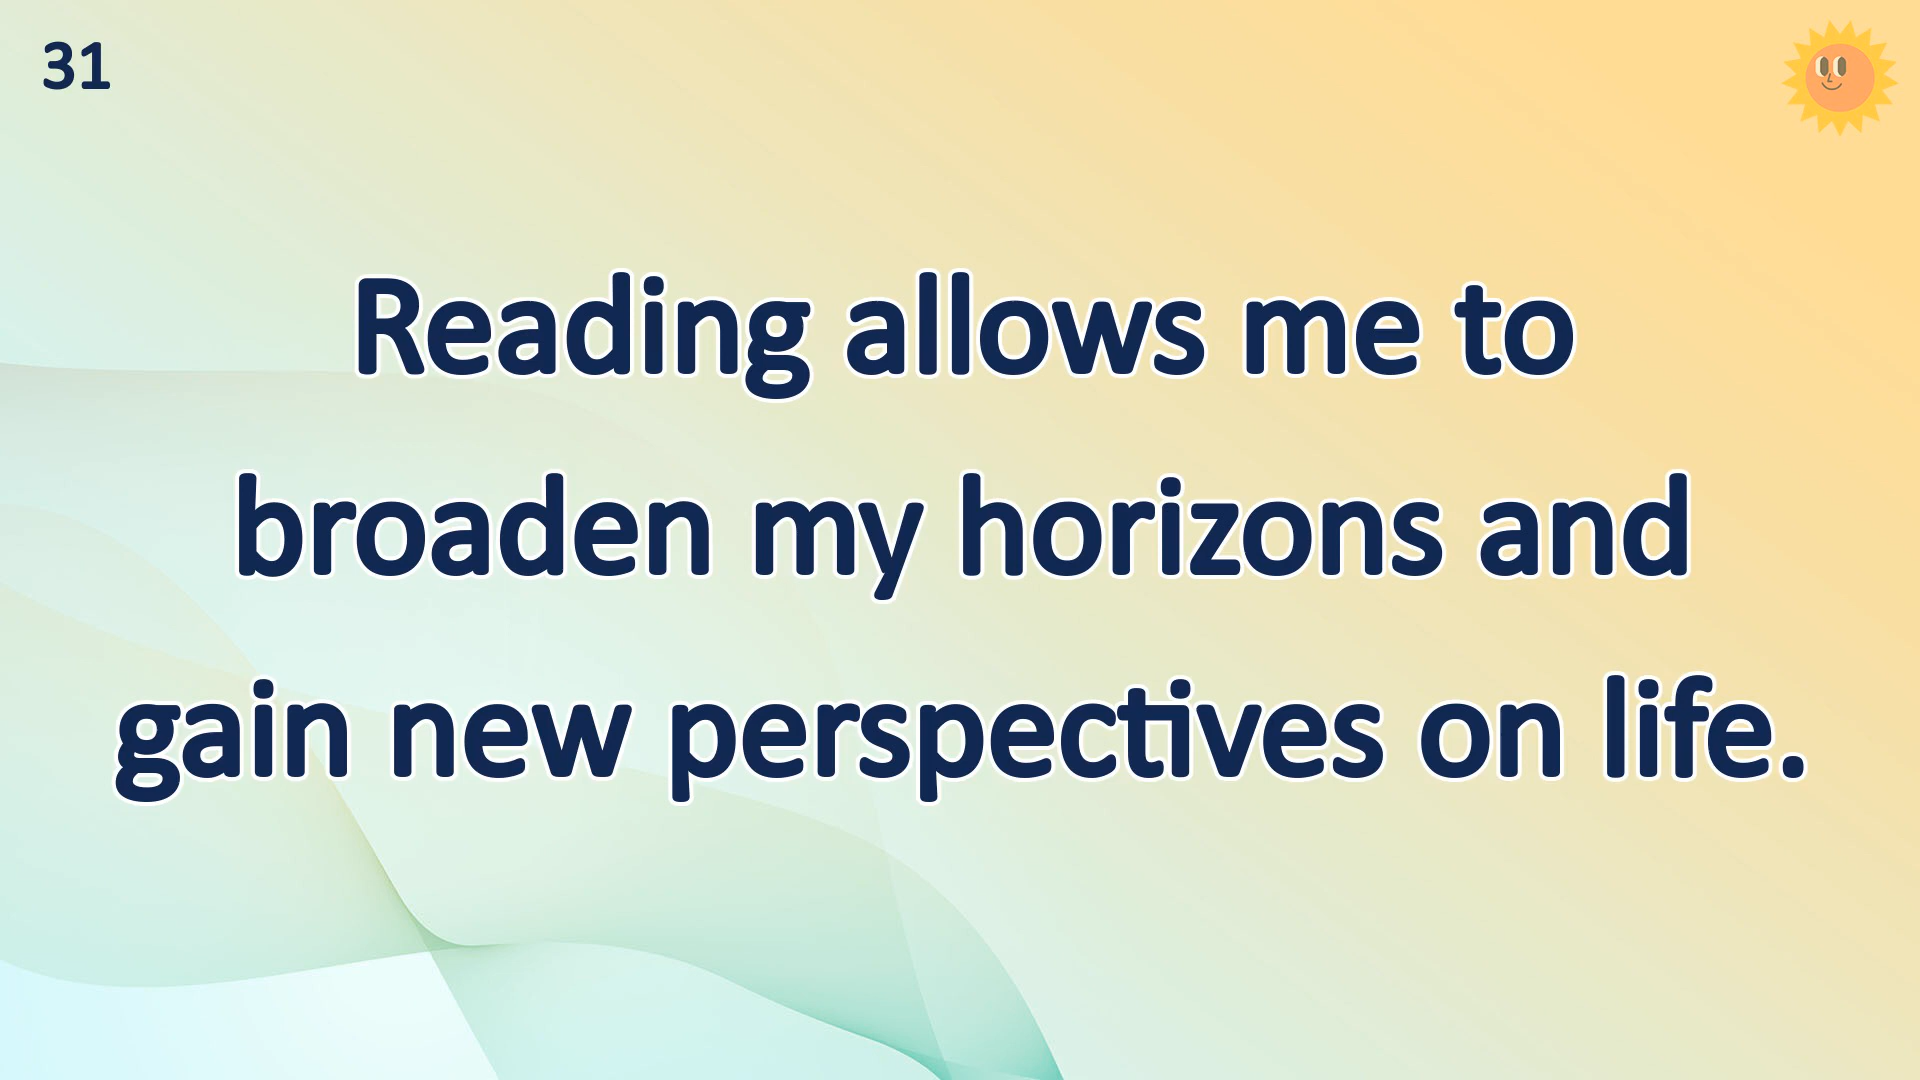 31
Reading allows me to
broaden my horizons and
gain new perspectives on life.